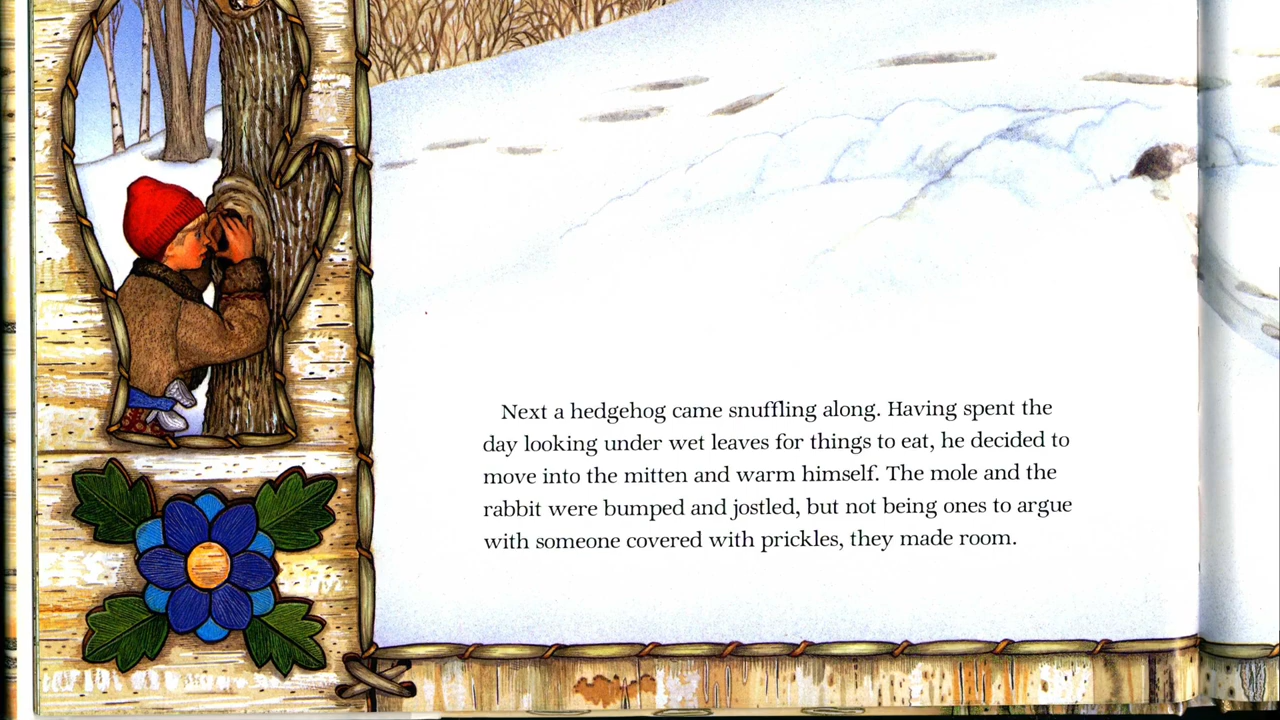 Next a hedgehog came snuffling along. Having spent the
day looking under wet leaves for things to eat, he decided to
move into the mitten and warm himself. The mole and the
rabbit were bumped and jostled, but not being ones to argue
with someone covered with prickles, they made room.